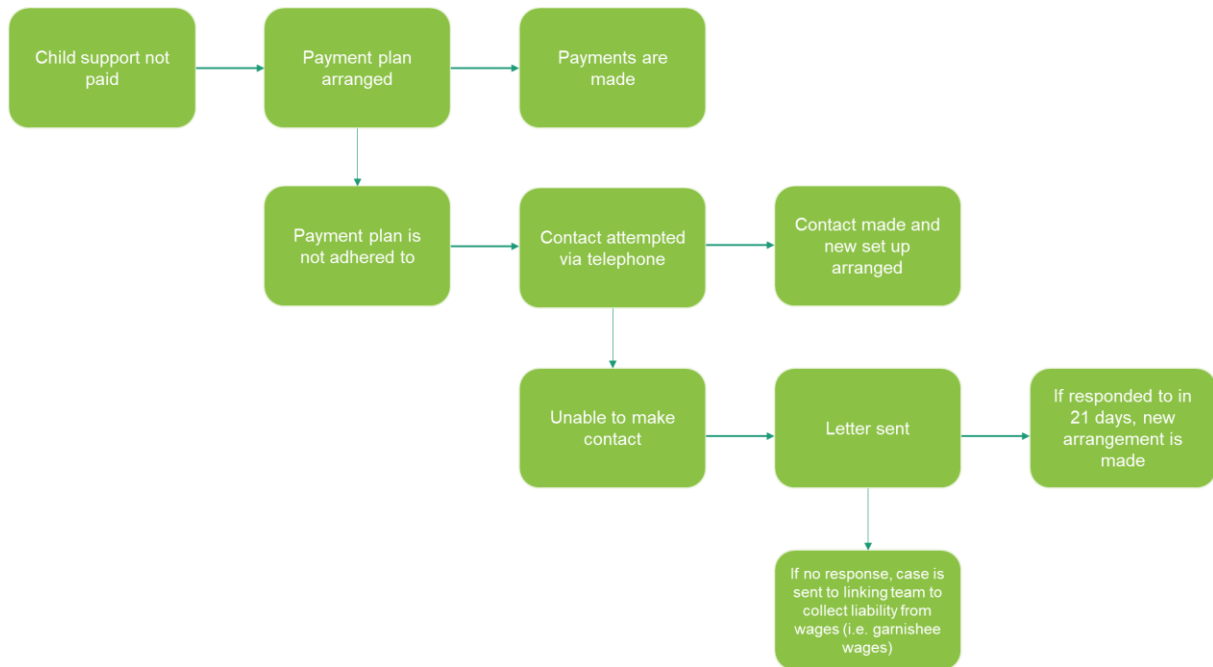 Child support not
paid
Payment plan
arranged
Payments are
made
Payment plan is
not adhered to
Contact attempted
via telephone
Contact made and
new set up
arranged
Unable to make
contact
Letter sent
If responded to in
21 days, new
arrangement is
made
If no response, case is
sent to linking team to
collect liability from
wages (i.e. garnishee
wages)